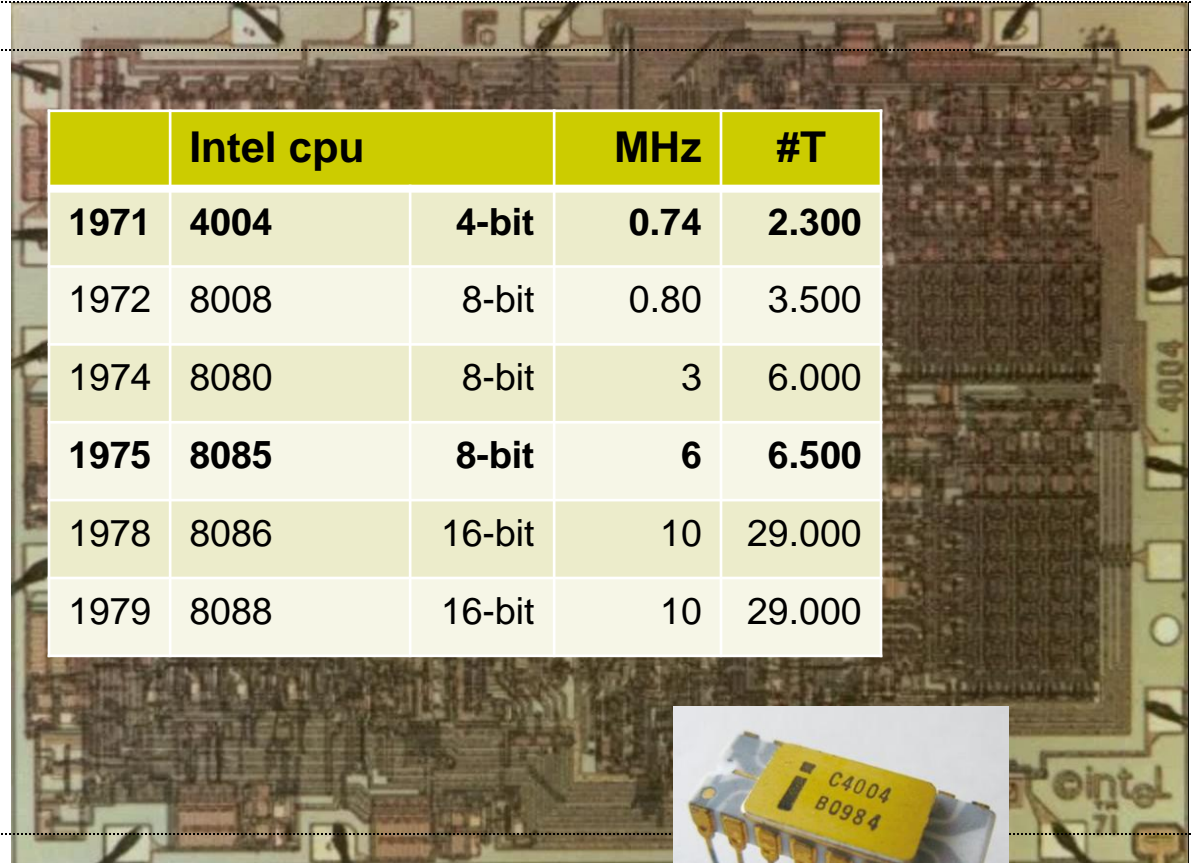 Intel cpu MHz #T
1971 4004 4-bit 0.74 2.300
1972 8008 8-bit 0.80 3.500
1974 8080 8-bit 3 6.000
1975 8085 8-bit 6 6.500
1978 8086 16-bit 10 29.000
1979 8088 16-bit 10 29.000
4004
C4004
B0984
©intel
TM
71